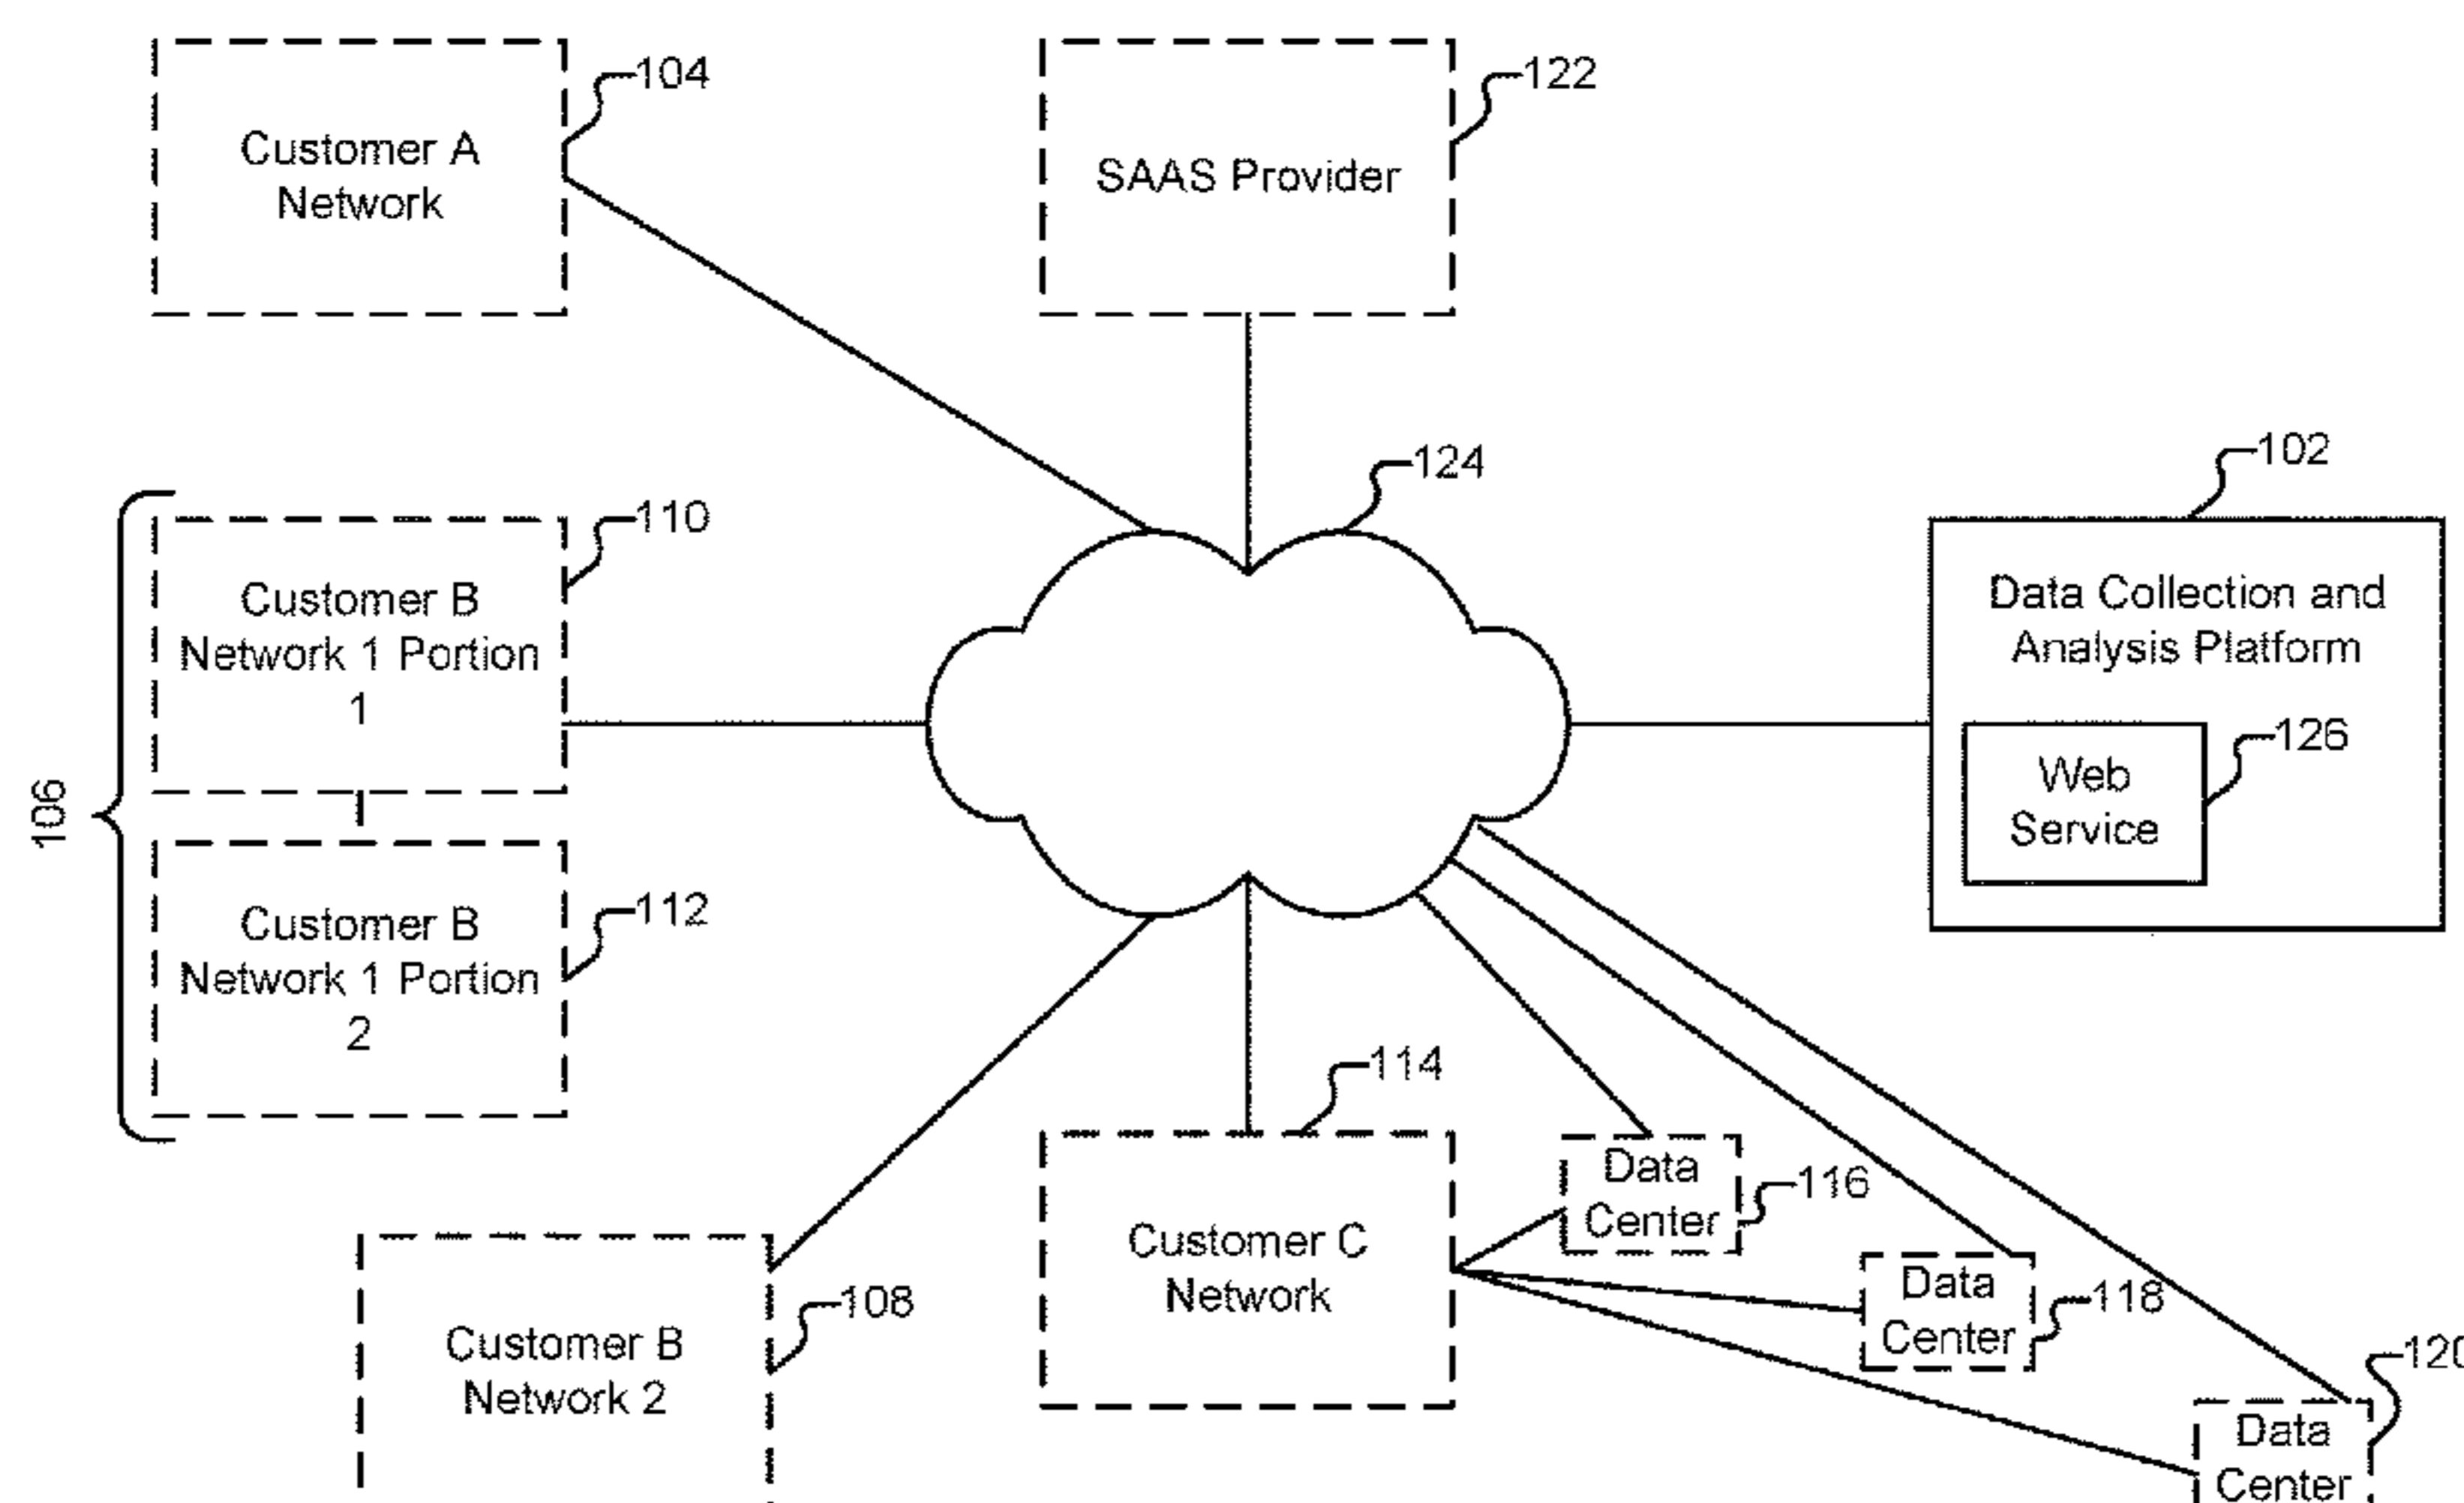 104
Customer A
Network
122
SAAS Provider
124
102
Data Collection and
Analysis Platform
126
Web
Service
106
110
Customer B
Network 1 Portion
1
112
Customer B
Network 1 Portion
2
108
Customer B
Network 2
114
Customer C
Network
116
Data
Center
118
Data
Center
120
Data
Center